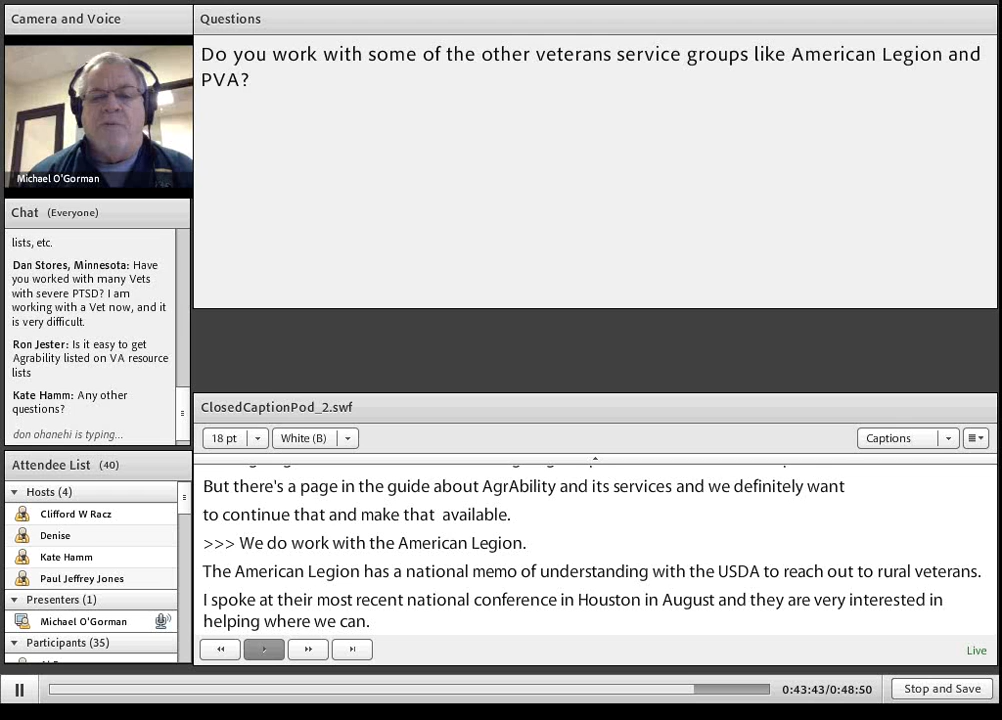 Camera and Voice
Michael O'Gorman
Chat (Everyone)
lists, etc.
Dan Stores, Minnesota: Have
you worked with many Vets
with severe PTSD? I am
working with a Vet now, and it
is very difficult.
Ron Jester: Is it easy to get
Agrability listed on VA resource
lists
Kate Hamm: Any other
questions?
don ohanehi is typing...
Attendee List (40)
Hosts (4)
Clifford W Racz
Denise
Kate Hamm
Paul Jeffrey Jones
Presenters (1)
Michael O'Gorman
Participants (35)
Questions
Do you work with some of the other veterans service groups like American Legion and
PVA?
ClosedCaptionPod_2.swf
18 pt
White (B)
Captions
But there's a page in the guide about AgrAbility and its services and we definitely want
to continue that and make that available.
>>> We do work with the American Legion.
The American Legion has a national memo of understanding with the USDA to reach out to rural veterans.
I spoke at their most recent national conference in Houston in August and they are very interested in
helping where we can.
Live
0:43:43/0:48:50
Stop and Save